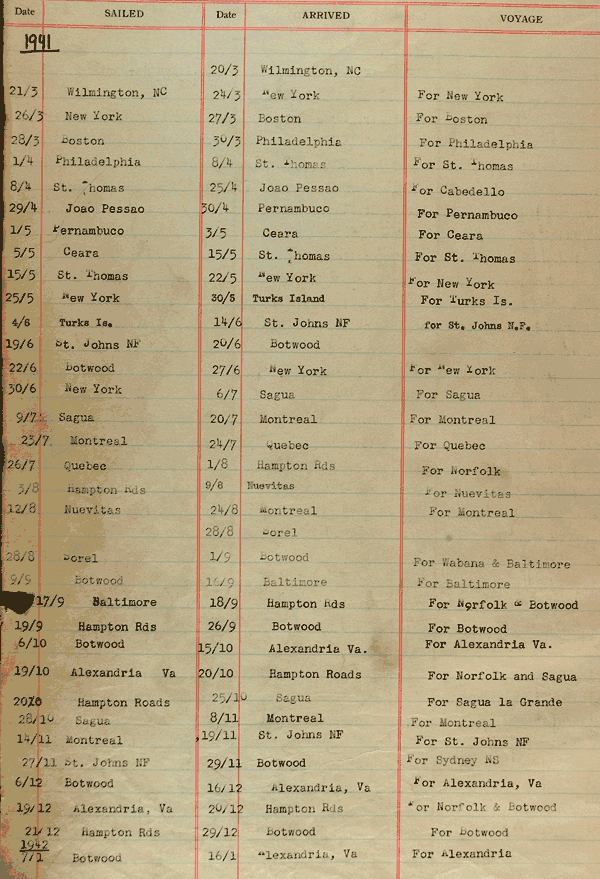 Date SAILED Date ARRIVED VOYAGE
1941
20/3 Wilmington, NC
21/3 Wilmington, NC 24/3 New York For New York
26/3 New York 27/3 Boston For Boston
28/3 Boston 30/3 Philadelphia For Philadelphia
1/4 Philadelphia 8/4 St. Thomas For St. Thomas
8/4 St. Thomas 25/4 Joao Pessao For Cabedello
29/4 Joao Pessao 30/4 Pernambuco For Pernambuco
1/5 Pernambuco 3/5 Ceara For Ceara
5/5 Ceara 15/5 St. Thomas For St. Thomas
15/5 St. Thomas 22/5 New York For New York
25/5 New York 30/5 Turks Island For Turks Is.
4/6 Turks Is. 14/6 St. Johns NF for St. Johns N.F.
19/6 St. Johns NF 20/6 Botwood
22/6 Botwood 27/6 New York For New York
30/6 New York 6/7 Sagua For Sagua
9/7 Sagua 20/7 Montreal For Montreal
23/7 Montreal 24/7 Quebec For Quebec
26/7 Quebec 1/8 Hampton Rds For Norfolk
3/8 Hampton Rds 9/8 Nuevitas For Nuevitas
12/8 Nuevitas 24/8 Montreal For Montreal
28/8 Sorel
28/8 Sorel 1/9 Botwood For Wabana & Baltimore
9/9 Botwood 16/9 Baltimore For Baltimore
17/9 Baltimore 18/9 Hampton Rds For Norfolk & Botwood
19/9 Hampton Rds 26/9 Botwood For Botwood
6/10 Botwood 15/10 Alexandria Va. For Alexandria Va.
19/10 Alexandria Va 20/10 Hampton Roads For Norfolk and Sagua
Hampton Roads 25/10 Sagua For Sagua la Grande
28/10 Sagua 8/11 Montreal For Montreal
14/11 Montreal 19/11 St. Johns NF For St. Johns NF
27/11 St. Johns NF 29/11 Botwood For Sydney NS
6/12 Botwood 16/12 Alexandria, Va For Alexandria, Va
19/12 Alexandria, Va 20/12 Hampton Rds For Norfolk & Botwood
21/12 Hampton Rds 29/12 Botwood For Botwood
1942
7/1 Botwood 16/1 Alexandria, Va For Alexandria